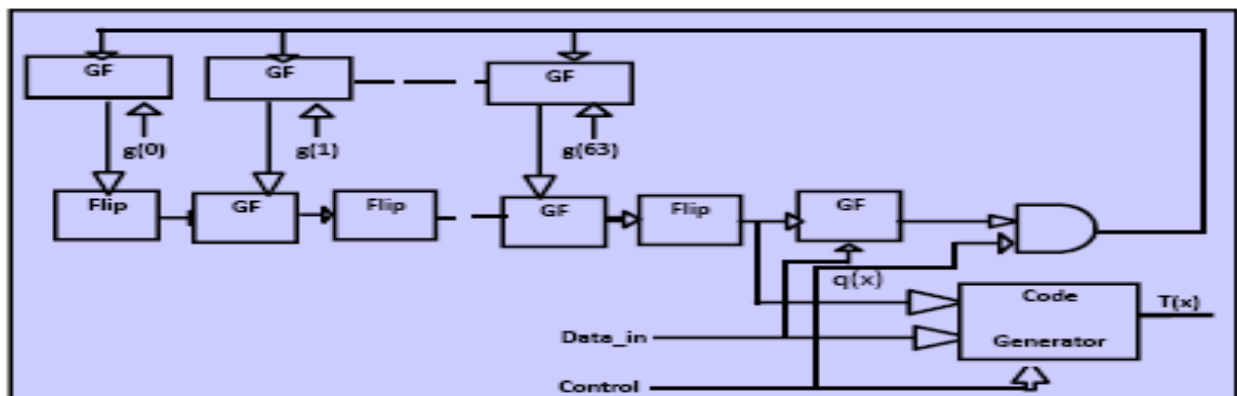 GF GF GF
g(0) g(1) g(63)
Flip GF Flip GF Flip GF
q(x)
Code
Generator
T(x)
Data_in
Control